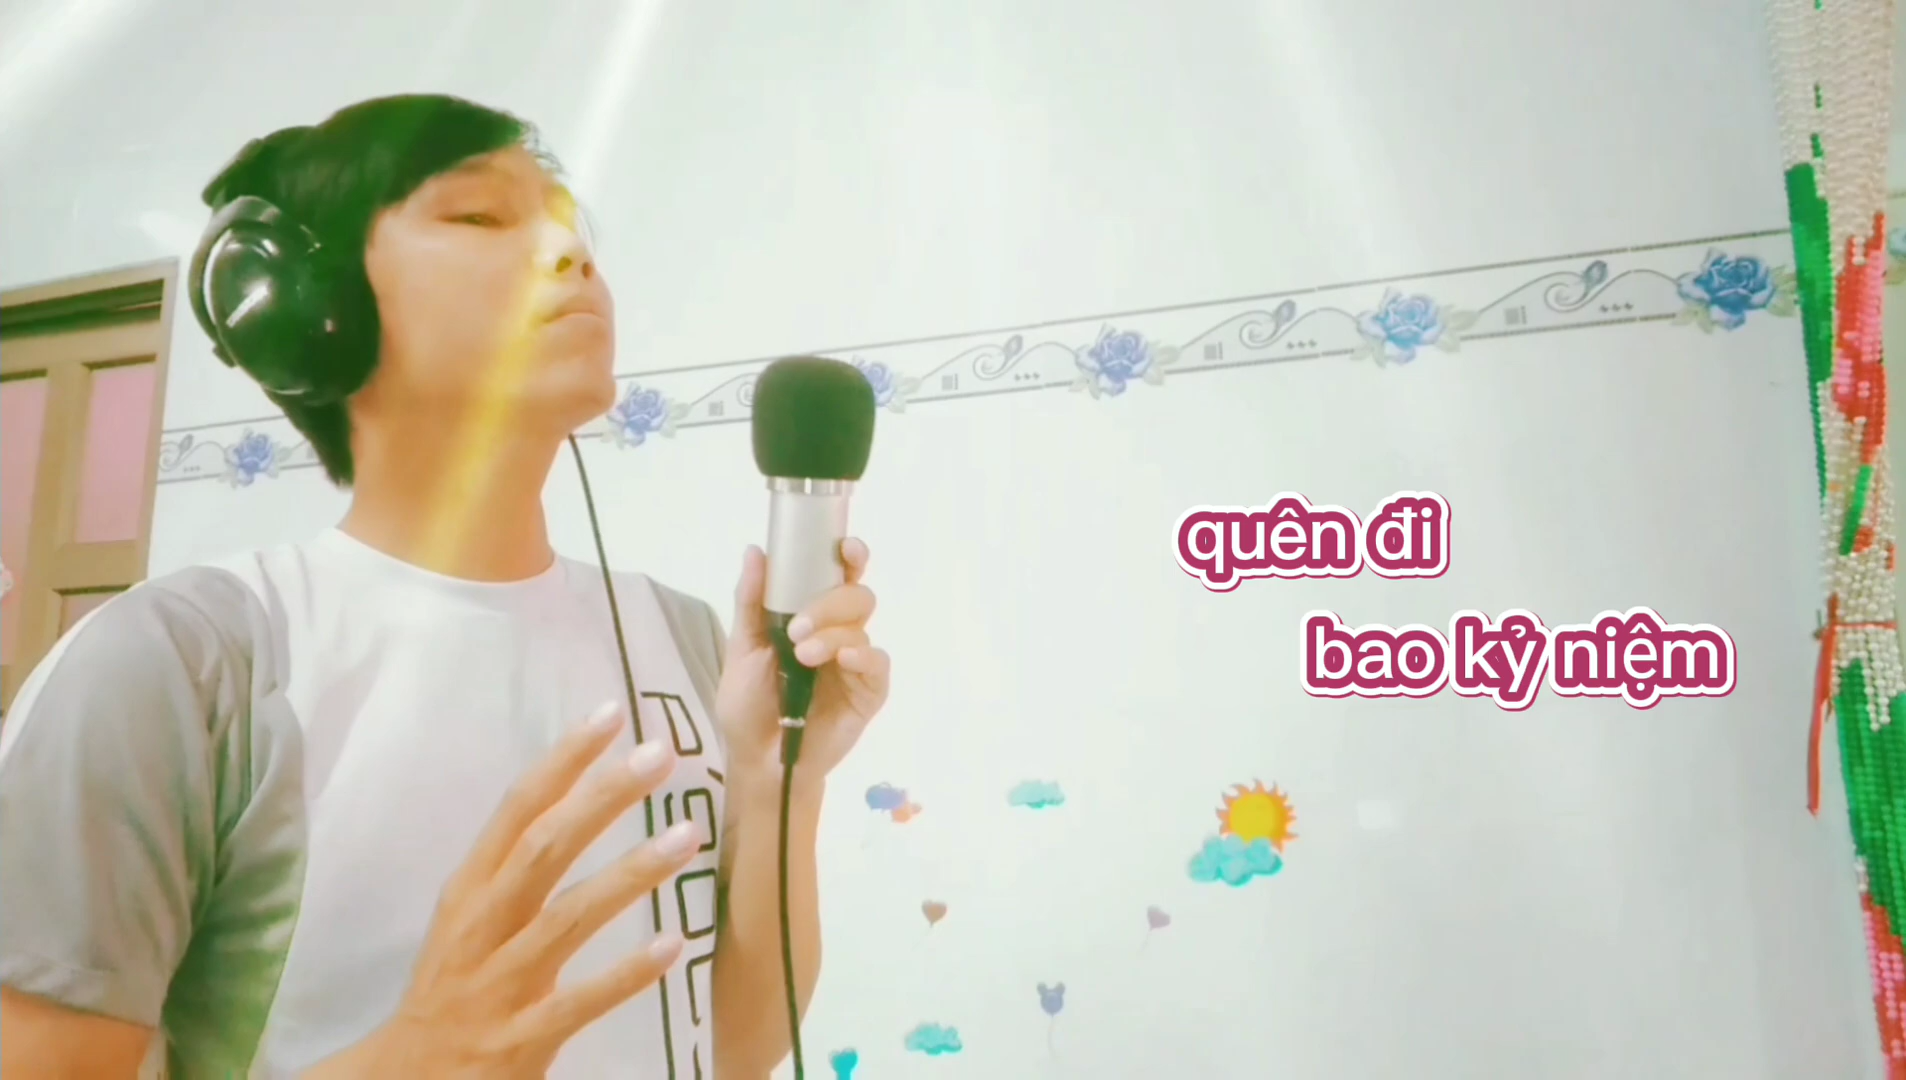 quên đi
bao kỷ niệm